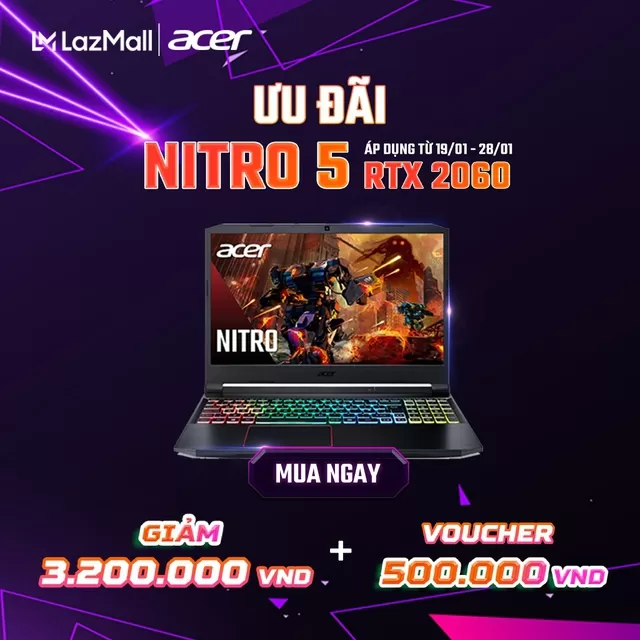 LazMall acer
ƯU ĐÃI
NITRO 5 ÁP DỤNG TỪ 19/01 - 28/01
RTX 2060
acer
NITRO
acer
MUA NGAY
GIẢM
3.200.000 VND
+
VOUCHER
500.000 VND